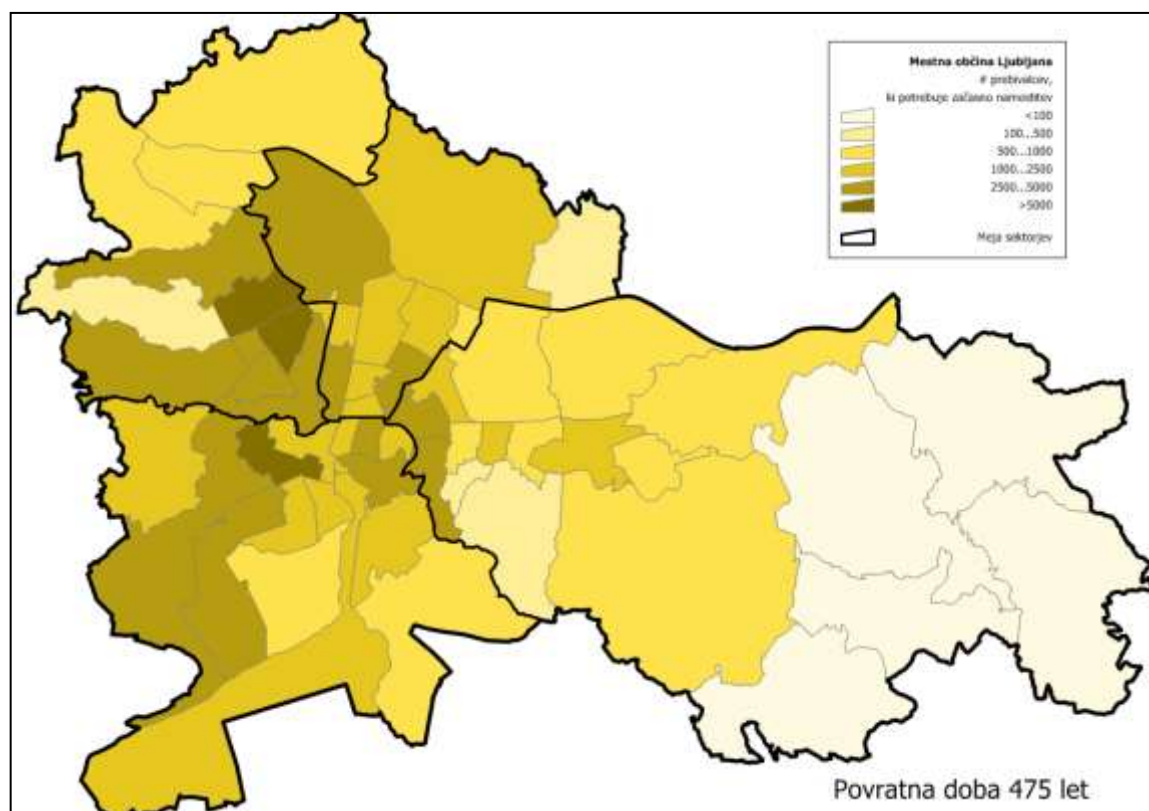 Mestna občina Ljubljana
# prebivalcev,
ki potrebuje začasno namestitev
<100
100...500
500...1000
1000...2500
2500...5000
>5000
Meja sektorjev
Povratna doba 475 let